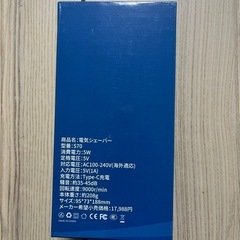 商品名:電気シェーバー
型番:S70
消費電力:5W
定格電圧:5V
対応電圧:AC100-240V(海外適応)
入力電圧:5V(1A)
充電方法:Type-C充電
騒音:約35-45dB
回転速度:9000r/min
本体重さ:約208g
サイズ:95*73*188mm
メーカー希望小売価格:17,988円